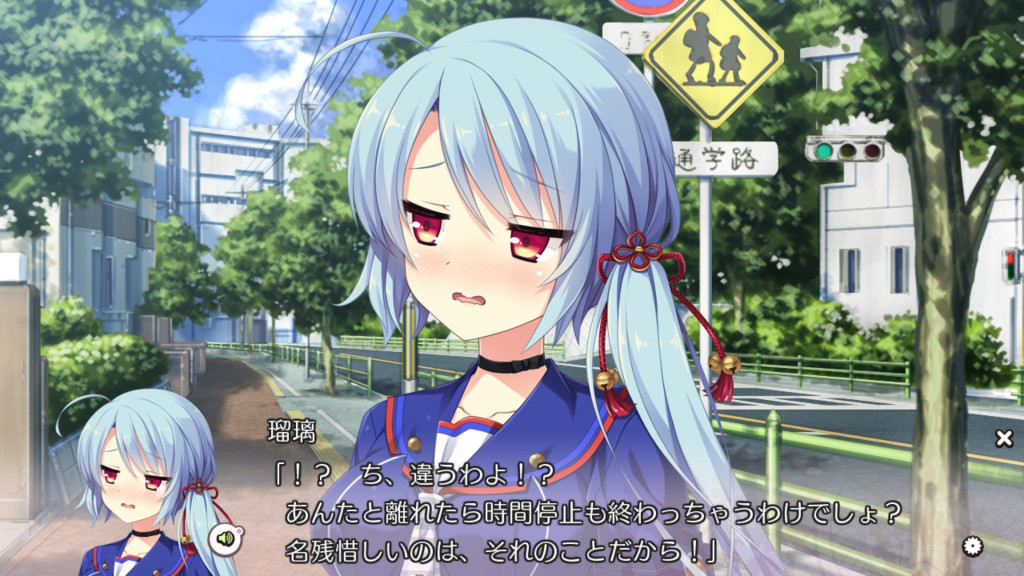 通学路
瑠璃
「！？　ち、違うわよ！？
あんたと離れたら時間停止も終わっちゃうわけでしょ？
名残惜しいのは、それのことだから！」